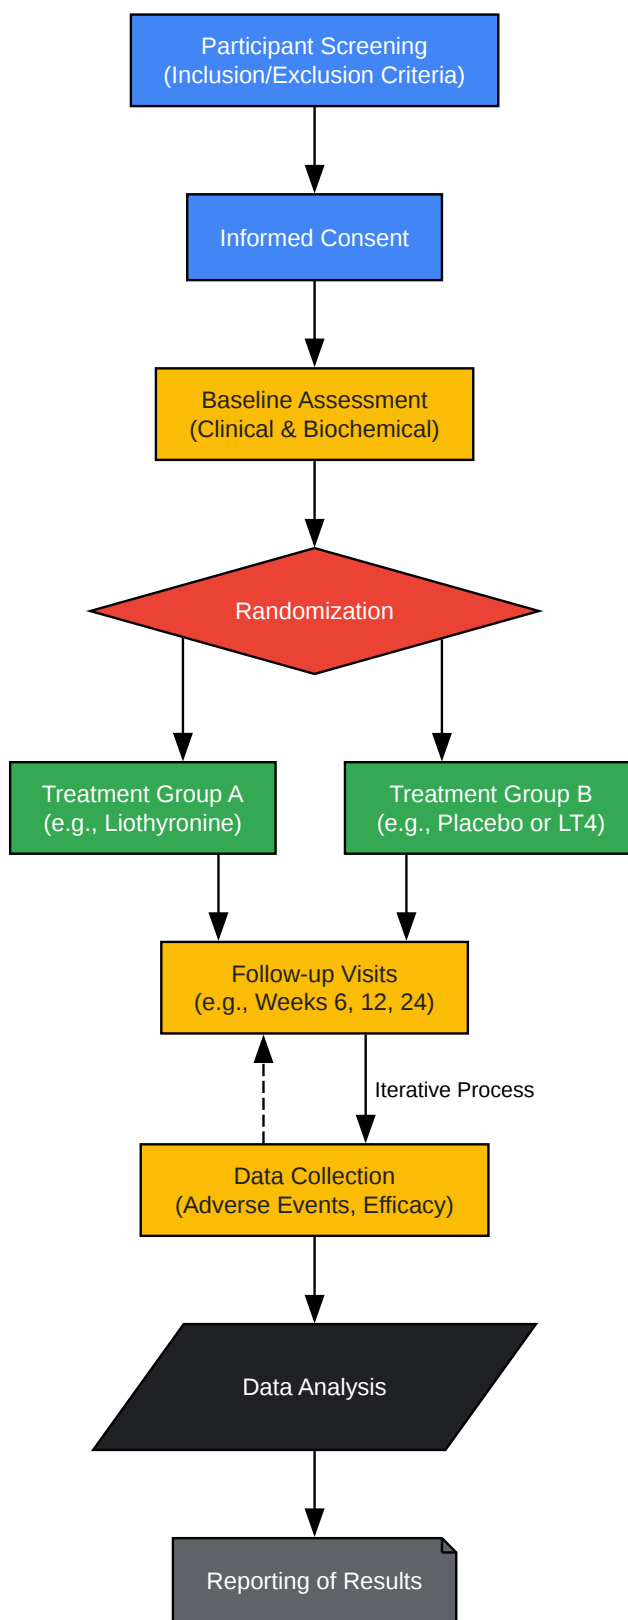 Participant Screening
(Inclusion/Exclusion Criteria)
Informed Consent
Baseline Assessment
(Clinical & Biochemical)
Randomization
Treatment Group A
(e.g., Liothyronine)
Treatment Group B
(e.g., Placebo or LT4)
Follow-up Visits
(e.g., Weeks 6, 12, 24)
Iterative Process
Data Collection
(Adverse Events, Efficacy)
Data Analysis
Reporting of Results